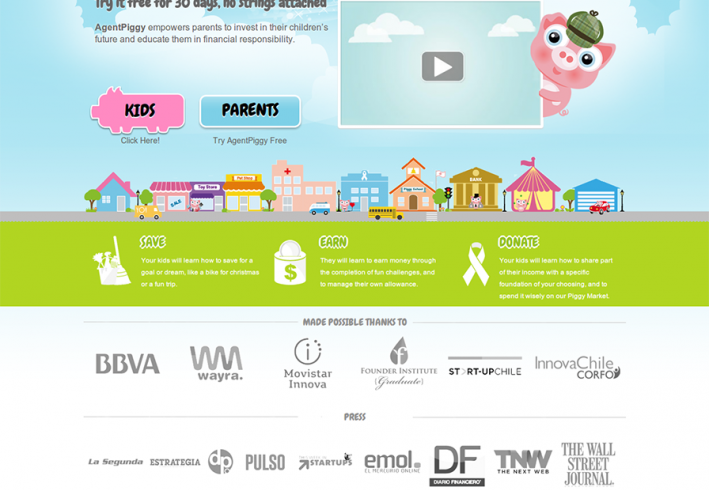 Try it free for 30 days, no strings attached
AgentPiggy empowers parents to invest in their children's
future and educate them in financial responsibility.
KIDS
PARENTS
Click Here!
Try AgentPiggy Free
Toy Store
Pet Shop
Piggy School
BANK
SAVE
Your kids will learn how to save for a
goal or dream, like a bike for christmas
or a fun trip.
EARN
They will learn to earn money through
the completion of fun challenges, and
to manage their own allowance.
DONATE
Your kids will learn how to share part
of their income with a specific
foundation of your choosing, and to
spend it wisely on our Piggy Market.
MADE POSSIBLE THANKS TO
BBVA
wayra.
Movistar
Innova
FOUNDER INSTITUTE
(Graduate)
ST>RT-UPCHILE
InnovaChile
CORFO
PRESS
La Segunda
ESTRATEGIA
PULSO
STARTUPS
emol.
EL MERCURIO ONLINE
DF
DIARIO FINANCIERO
TNW
THE NEXT WEB
THE WALL
STREET
JOURNAL.